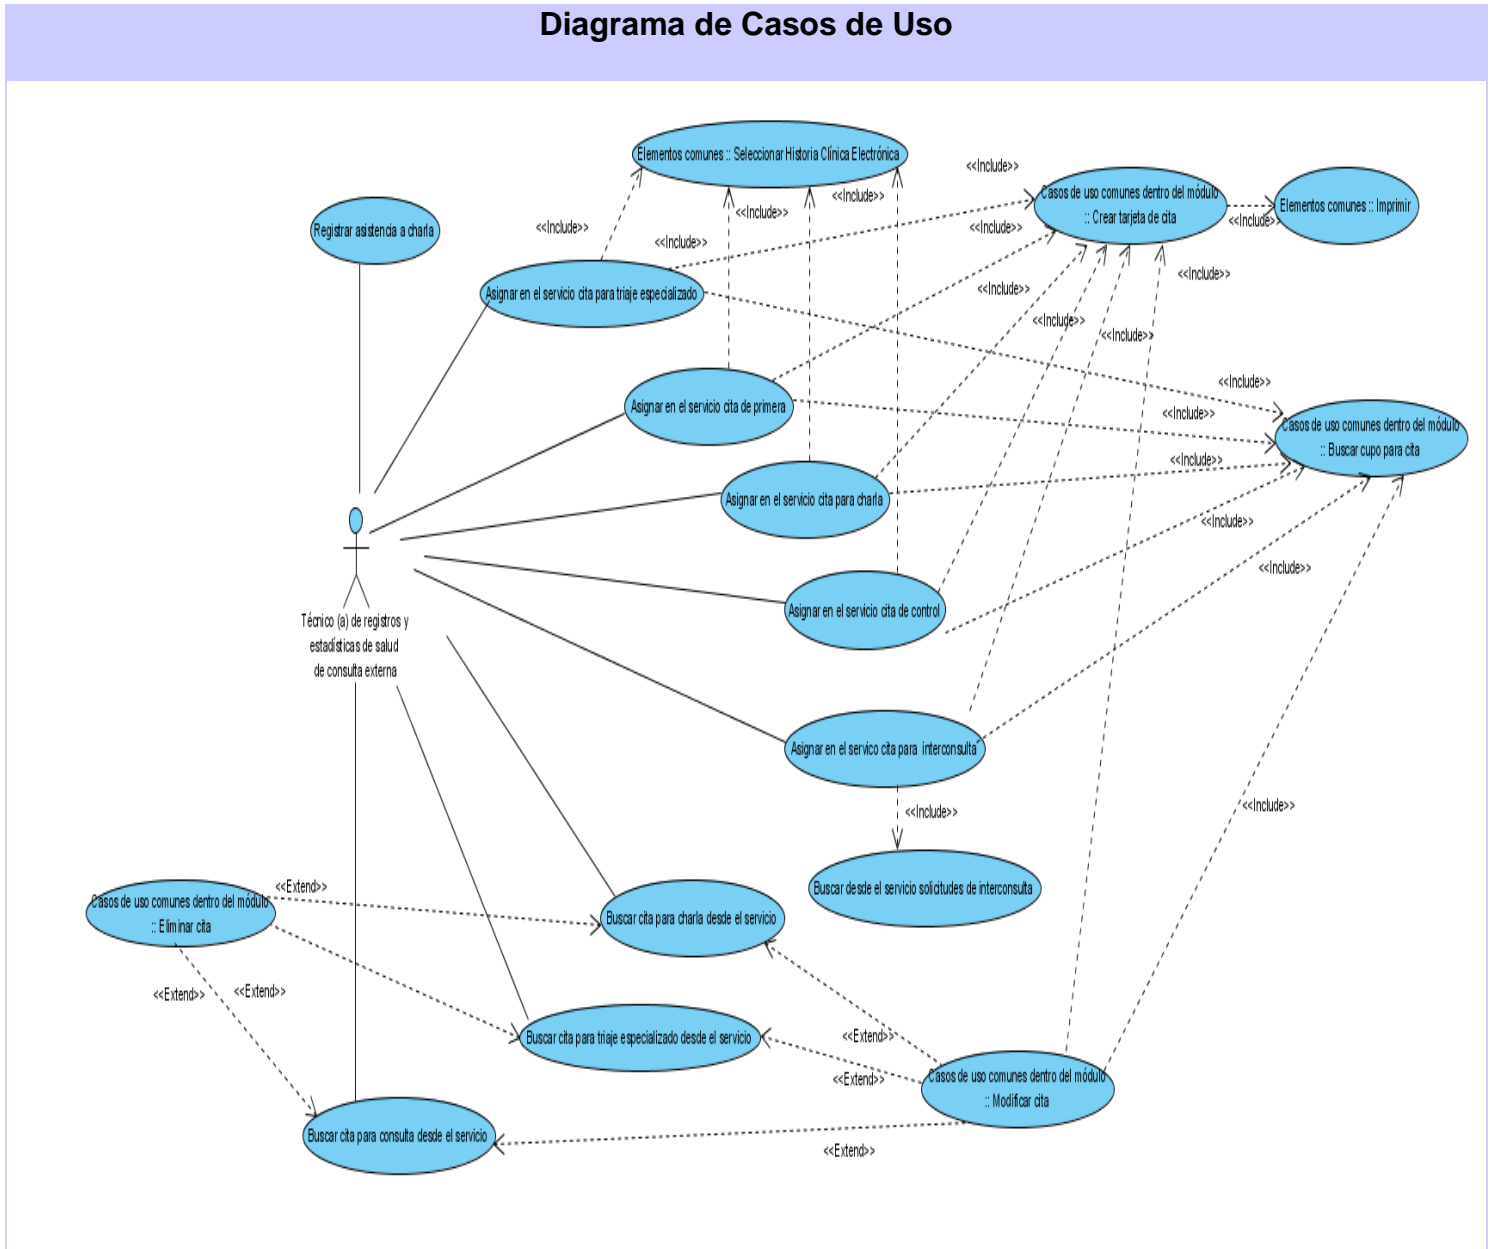 Diagrama de Casos de Uso
Elementos comunes :: Seleccionar Historia Clínica Electrónica
<<Include>>
Casos de uso comunes dentro del módulo
:: Crear tarjeta de cita
Elementos comunes :: Imprimir
<<Include>>
<<Include>>
<<Include>>
<<Include>>
Registrar asistencia a charla
<<Include>>
<<Include>>
<<Include>>
<<Include>>
Asignar en el servicio cita para triaje especializado
<<Include>>
<<Include>>
<<Include>>
<<Include>>
Asignar en el servicio cita de primera
<<Include>>
Casos de uso comunes dentro del módulo
:: Buscar cupo para cita
<<Include>>
Asignar en el servicio cita para charla
<<Include>>
<<Include>>
Asignar en el servicio cita de control
Técnico (a) de registros y
estadísticas de salud
de consulta externa
Asignar en el servico cita para interconsulta
<<Include>>
<<Include>>
Buscar desde el servicio solicitudes de interconsulta
<<Extend>>
Casos de uso comunes dentro del módulo
:: Eliminar cita
Buscar cita para charla desde el servicio
<<Extend>>
<<Extend>>
Buscar cita para triaje especializado desde el servicio
<<Extend>>
<<Extend>>
Casos de uso comunes dentro del módulo
:: Modificar cita
Buscar cita para consulta desde el servicio
<<Extend>>